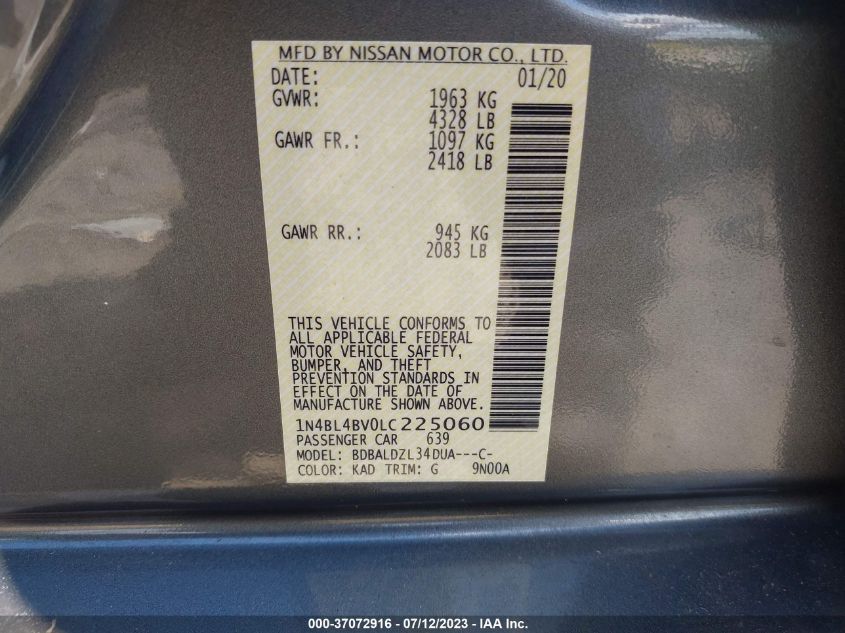 MFD BY NISSAN MOTOR CO., LTD.
DATE: 01/20
GVWR: 1963 KG
4328 LB
GAWR FR.: 1097 KG
2418 LB
GAWR RR.: 945 KG
2083 LB
THIS VEHICLE CONFORMS TO
ALL APPLICABLE FEDERAL
MOTOR VEHICLE SAFETY,
BUMPER, AND THEFT
PREVENTION STANDARDS IN
EFFECT ON THE DATE OF
MANUFACTURE SHOWN ABOVE.
1N4BL4BV0LC225060
PASSENGER CAR 639
MODEL: BDBALDZL34DUA---C-
COLOR: KAD TRIM: G 9N00A
000-37072916 - 07/12/2023 - IAA Inc.